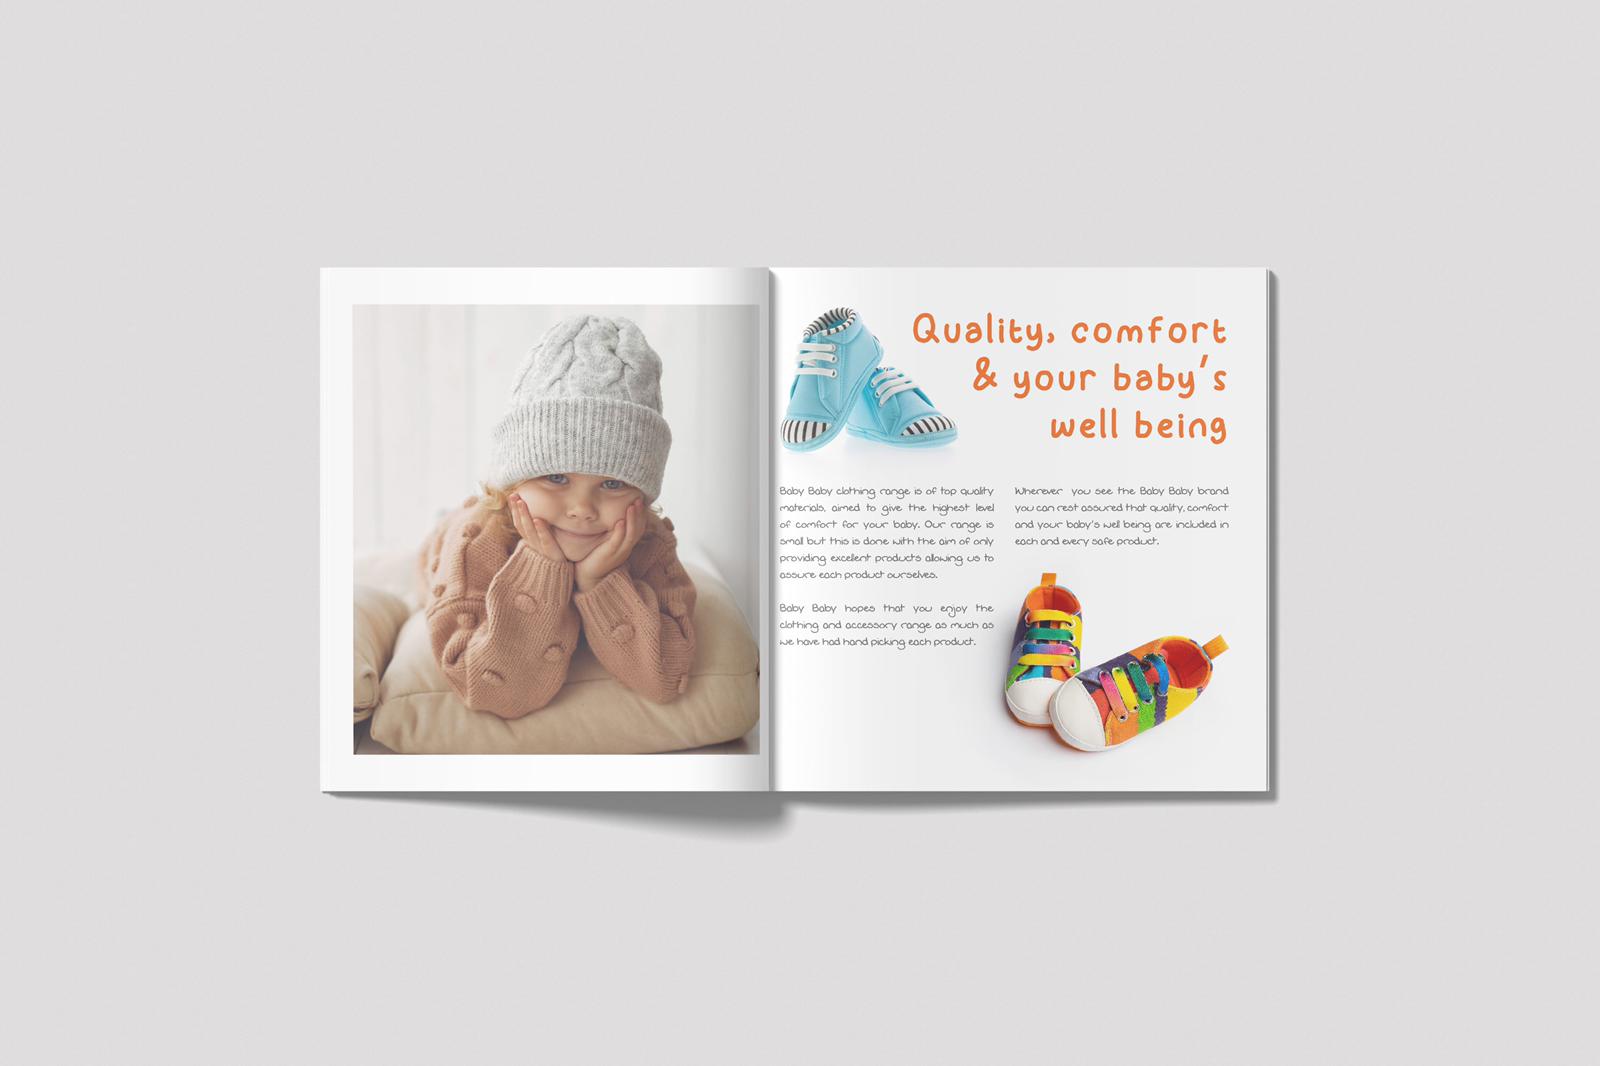 Quality, comfort
& your baby's
well being
Baby Baby clothing range is of top quality
materials, aimed to give the highest level
of comfort for your baby. Our range is
small but this is done with the aim of only
providing excellent products allowing us to
assure each product ourselves.
Baby Baby hopes that you enjoy the
clothing and accessory range as much as
we have had hand picking each product.
Wherever you see the Baby Baby brand
you can rest assured that quality, comfort
and your baby's well being are included in
each and every safe product.